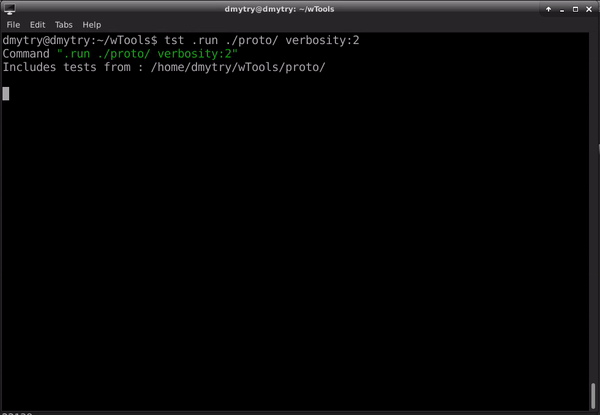 dmytry@dmytry: ~/wTools
File Edit Tabs Help
dmytry@dmytry:~/wTools$ tst .run ./proto/ verbosity:2
Command ".run ./proto/ verbosity:2"
Includes tests from : /home/dmytry/wTools/proto/